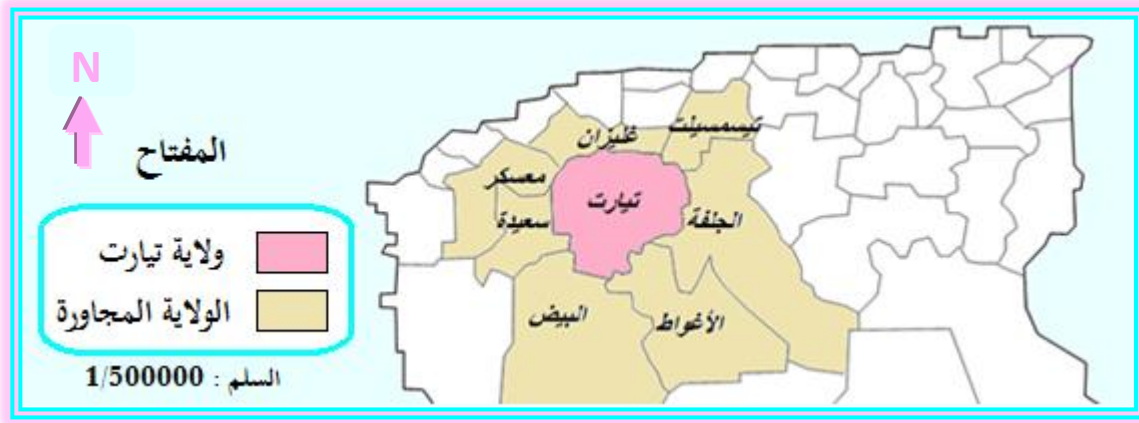 N
المفتاح
ولاية تيارت
الولاية المجاورة
السلم : 1/500000
تيسمسيلت
غليزان
معسكر
تيارت
سعيدة
الجلفة
البيض
الأغواط